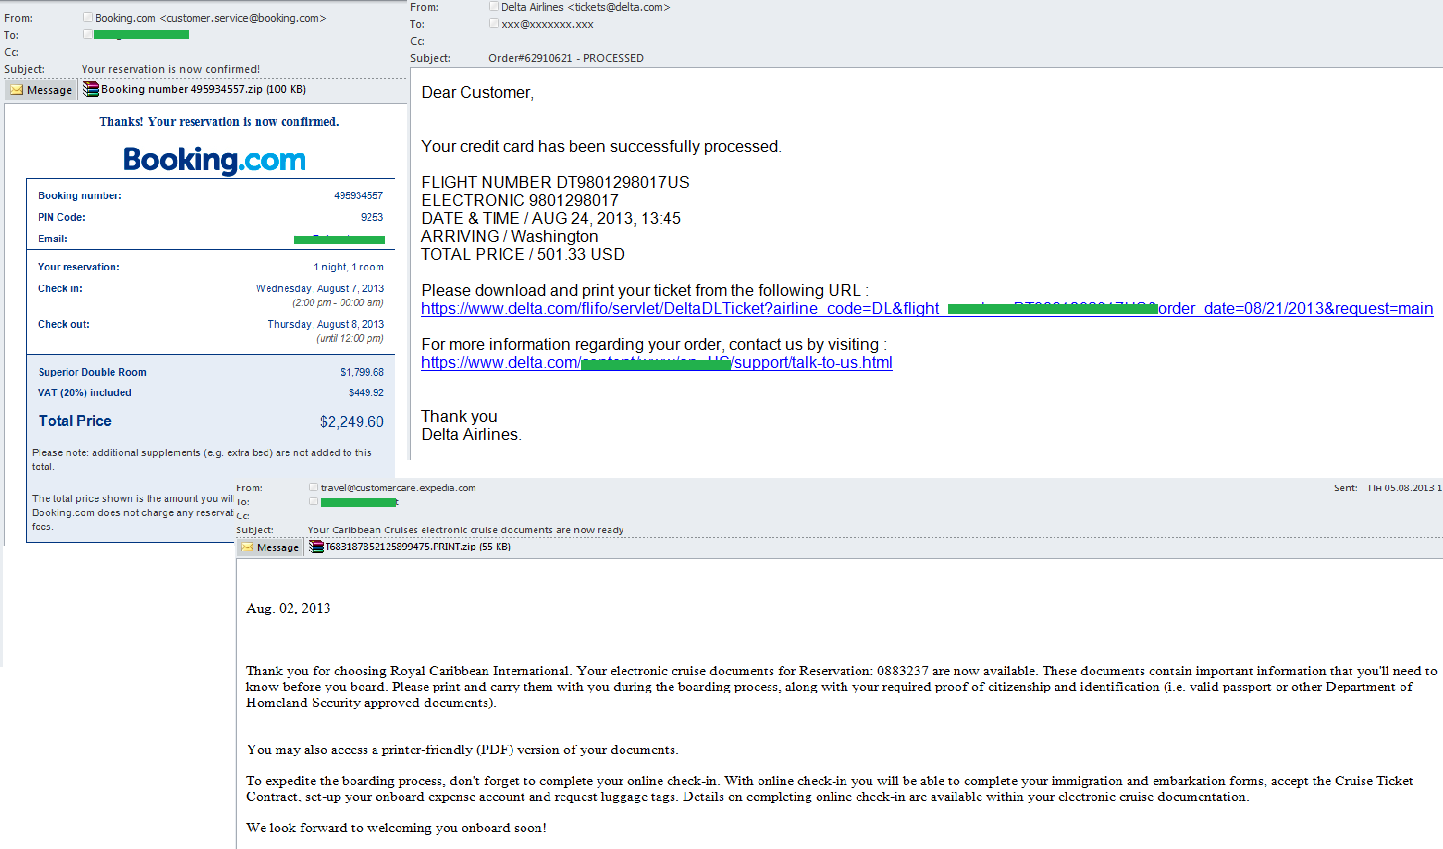 From: Booking.com <customer.service@booking.com>
To:
Cc:
Subject: Your reservation is now confirmed!
Message Booking number 495934557.zip (100 KB)
Thanks! Your reservation is now confirmed.
Booking.com
Booking number: 495934557
PIN Code: 9253
Email:
Your reservation: 1 night, 1 room
Check in: Wednesday, August 7, 2013
(2:00 pm - 00:00 am)
Check out: Thursday, August 8, 2013
(until 12:00 pm)
Superior Double Room $1,799.68
VAT (20%) included $449.92
Total Price $2,249.60
Please note: additional supplements (e.g. extra bed) are not added to this
total.
The total price shown is the amount you wil
Booking.com does not charge any reservati
fees.
From: Delta Airlines <tickets@delta.com>
To: xxx@xxxxxxx.xxx
Cc:
Subject: Order#62910621 - PROCESSED
Dear Customer,
Your credit card has been successfully processed.
FLIGHT NUMBER DT9801298017US
ELECTRONIC 9801298017
DATE & TIME / AUG 24, 2013, 13:45
ARRIVING / Washington
TOTAL PRICE / 501.33 USD
Please download and print your ticket from the following URL :
https://www.delta.com/flifo/servlet/DeltaDLTicket?airline_code=DL&flight_ order_date=08/21/2013&request=main
For more information regarding your order, contact us by visiting :
https://www.delta.com/ /support/talk-to-us.html
Thank you
Delta Airlines.
From: travel@customercare.expedia.com Sent: Пн 05.08.2013 1
To:
Cc:
Subject: Your Caribbean Cruises electronic cruise documents are now ready
Message T683187852125899475.PRINT.zip (55 KB)
Aug. 02, 2013
Thank you for choosing Royal Caribbean International. Your electronic cruise documents for Reservation: 0883237 are now available. These documents contain important information that you'll need to
know before you board. Please print and carry them with you during the boarding process, along with your required proof of citizenship and identification (i.e. valid passport or other Department of
Homeland Security approved documents).
You may also access a printer-friendly (PDF) version of your documents.
To expedite the boarding process, don't forget to complete your online check-in. With online check-in you will be able to complete your immigration and embarkation forms, accept the Cruise Ticket
Contract, set-up your onboard expense account and request luggage tags. Details on completing online check-in are available within your electronic cruise documentation.
We look forward to welcoming you onboard soon!